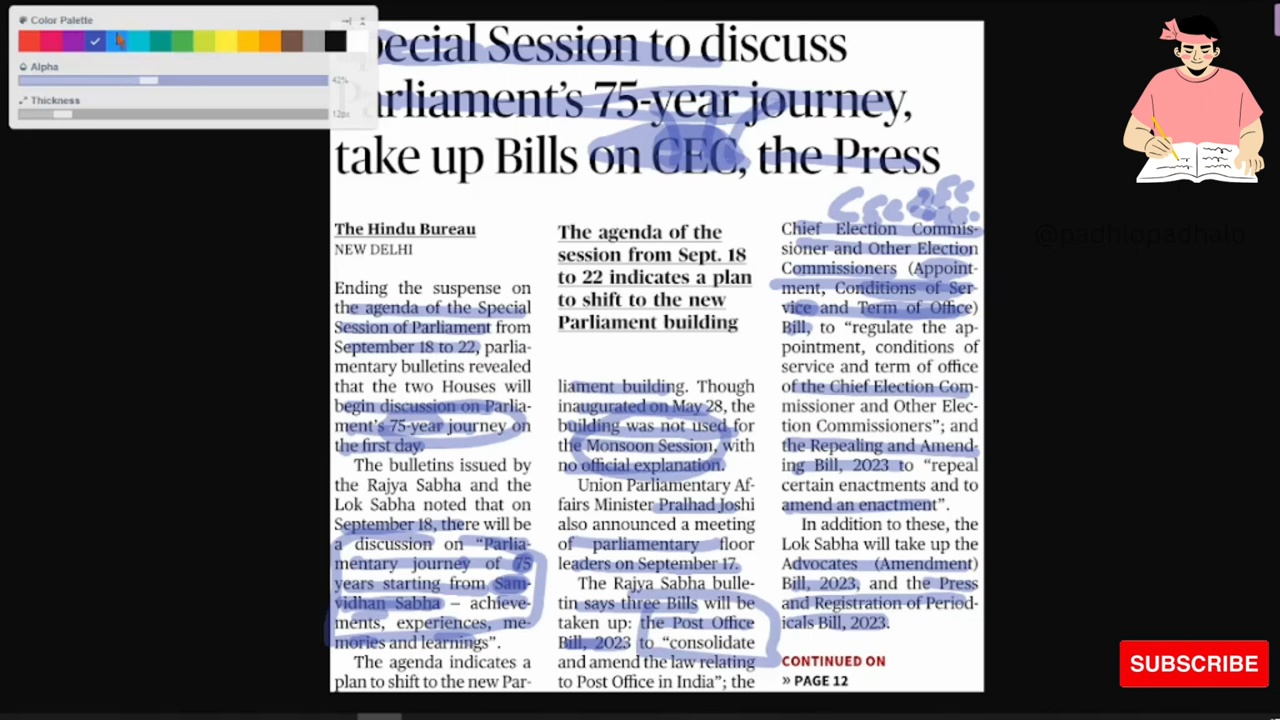 Color Palette
Alpha
42%
Thickness
12px
Special Session to discuss
Parliament's 75-year journey,
take up Bills on CEC, the Press
The Hindu Bureau
NEW DELHI
Ending the suspense on
the agenda of the Special
Session of Parliament from
September 18 to 22, parlia-
mentary bulletins revealed
that the two Houses will
begin discussion on Parlia-
ment's 75-year journey on
the first day.
The bulletins issued by
the Rajya Sabha and the
Lok Sabha noted that on
September 18, there will be
a discussion on “Parlia-
mentary journey of 75
years starting from Sam-
vidhan Sabha – achieve-
ments, experiences, me-
mories and learnings”.
The agenda indicates a
plan to shift to the new Par-
The agenda of the
session from Sept. 18
to 22 indicates a plan
to shift to the new
Parliament building
liament building. Though
inaugurated on May 28, the
building was not used for
the Monsoon Session, with
no official explanation.
Union Parliamentary Af-
fairs Minister Pralhad Joshi
also announced a meeting
of parliamentary floor
leaders on September 17.
The Rajya Sabha bulle-
tin says three Bills will be
taken up: the Post Office
Bill, 2023 to “consolidate
and amend the law relating
to Post Office in India”; the
Chief Election Commis-
sioner and Other Election
Commissioners (Appoint-
ment, Conditions of Ser-
vice and Term of Office)
Bill, to “regulate the ap-
pointment, conditions of
service and term of office
of the Chief Election Com-
missioner and Other Elec-
tion Commissioners”; and
the Repealing and Amend-
ing Bill, 2023 to “repeal
certain enactments and to
amend an enactment”.
In addition to these, the
Lok Sabha will take up the
Advocates (Amendment)
Bill, 2023, and the Press
and Registration of Period-
icals Bill, 2023.
CONTINUED ON
» PAGE 12
@padhlopadhalo
SUBSCRIBE